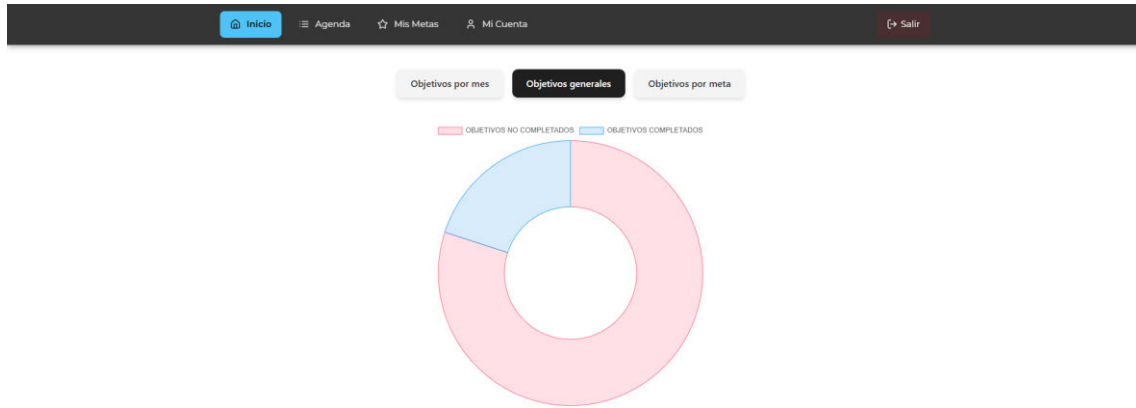 Inicio Agenda Mis Metas Mi Cuenta Salir
Objetivos por mes Objetivos generales Objetivos por meta
OBJETIVOS NO COMPLETADOS OBJETIVOS COMPLETADOS